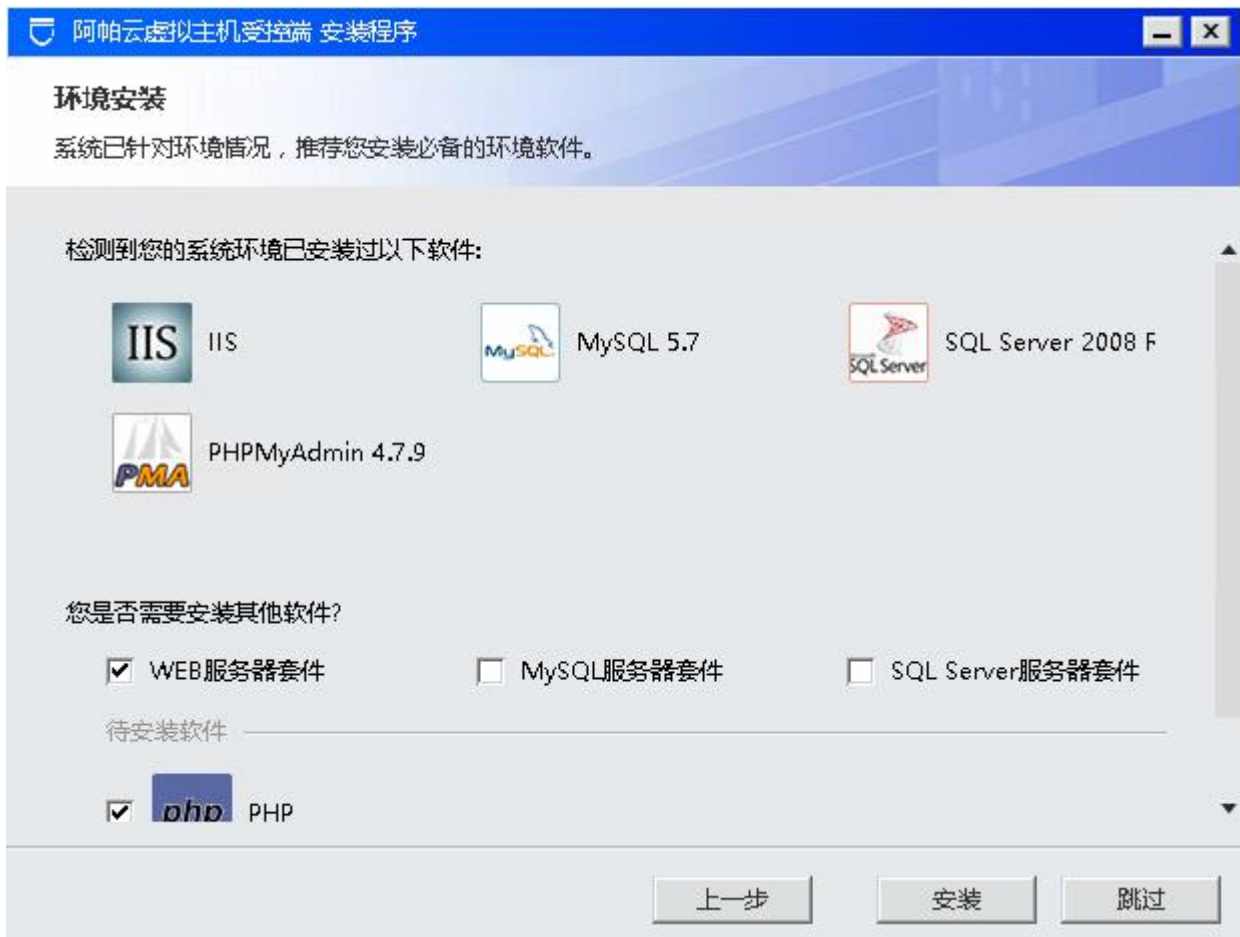 阿帕云虚拟主机受控端 安装程序
环境安装
系统已针对环境情况，推荐您安装必备的环境软件。
检测到您的系统环境已安装过以下软件:
IIS IIS MySQL MySQL 5.7 SQL Server SQL Server 2008 R
PMA PHPMyAdmin 4.7.9
您是否需要安装其他软件?
WEB服务器套件 MySQL服务器套件 SQL Server服务器套件
待安装软件
php PHP
上一步 安装 跳过